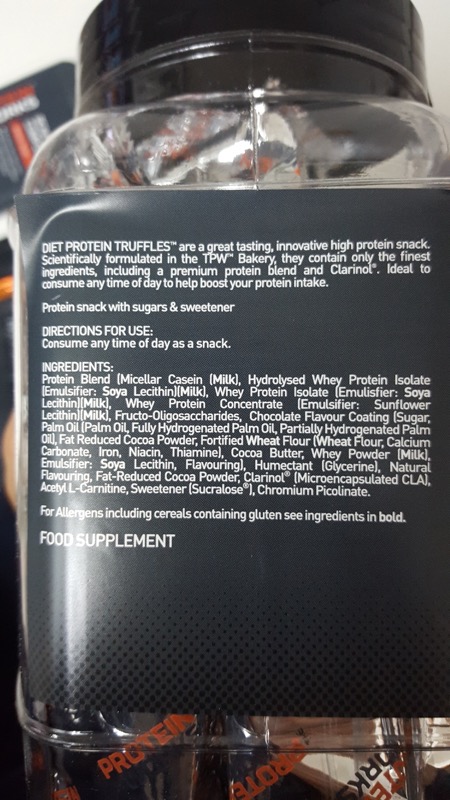 DIET PROTEIN TRUFFLES™ are a great tasting, innovative high protein snack.
Scientifically formulated in the TPW™ Bakery, they contain only the finest
ingredients, including a premium protein blend and Clarinol®. Ideal to
consume any time of day to help boost your protein intake.
Protein snack with sugars & sweetener
DIRECTIONS FOR USE:
Consume any time of day as a snack.
INGREDIENTS:
Protein Blend (Micellar Casein (Milk), Hydrolysed Whey Protein Isolate
(Emulsifier: Soya Lecithin)(Milk), Whey Protein Isolate (Emulisfier: Soya
Lecithin)(Milk), Whey Protein Concentrate (Emulsifier: Sunflower
Lecithin)(Milk), Fructo-Oligosaccharides, Chocolate Flavour Coating (Sugar,
Palm Oil (Palm Oil, Fully Hydrogenated Palm Oil, Partially Hydrogenated Palm
Oil), Fat Reduced Cocoa Powder, Fortified Wheat Flour (Wheat Flour, Calcium
Carbonate, Iron, Niacin, Thiamine), Cocoa Butter, Whey Powder (Milk),
Emulsifier: Soya Lecithin, Flavouring), Humectant (Glycerine), Natural
Flavouring, Fat-Reduced Cocoa Powder, Clarinol® (Microencapsulated CLA),
Acetyl L-Carnitine, Sweetener (Sucralose®), Chromium Picolinate.
For Allergens including cereals containing gluten see ingredients in bold.
FOOD SUPPLEMENT
PROTEIN